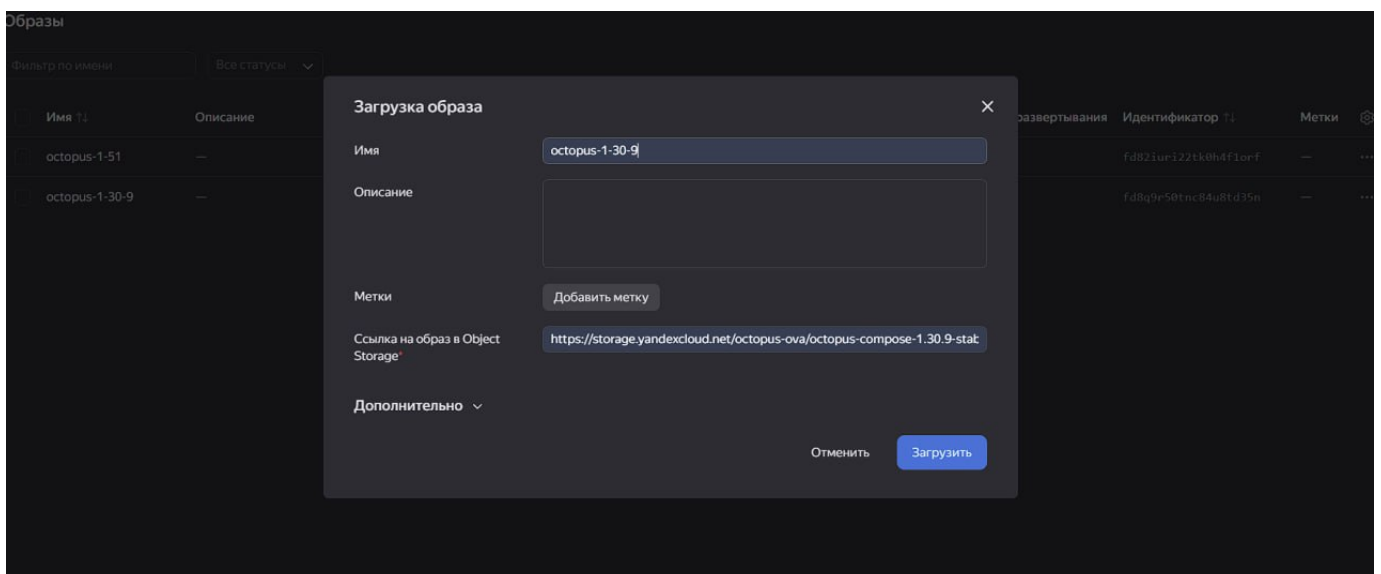 Образы
Фильтр по имени
Все статусы
Имя
Описание
развертывания
Идентификатор
Метки
octopus-1-51
—
fd82iuri22tk0h4f1orf
—
octopus-1-30-9
—
fd8q9r50tnc84u8td35n
—
Загрузка образа
Имя
octopus-1-30-9
Описание
Метки
Добавить метку
Ссылка на образ в Object
Storage*
https://storage.yandexcloud.net/octopus-ova/octopus-compose-1.30.9-stab
Дополнительно
Отменить
Загрузить